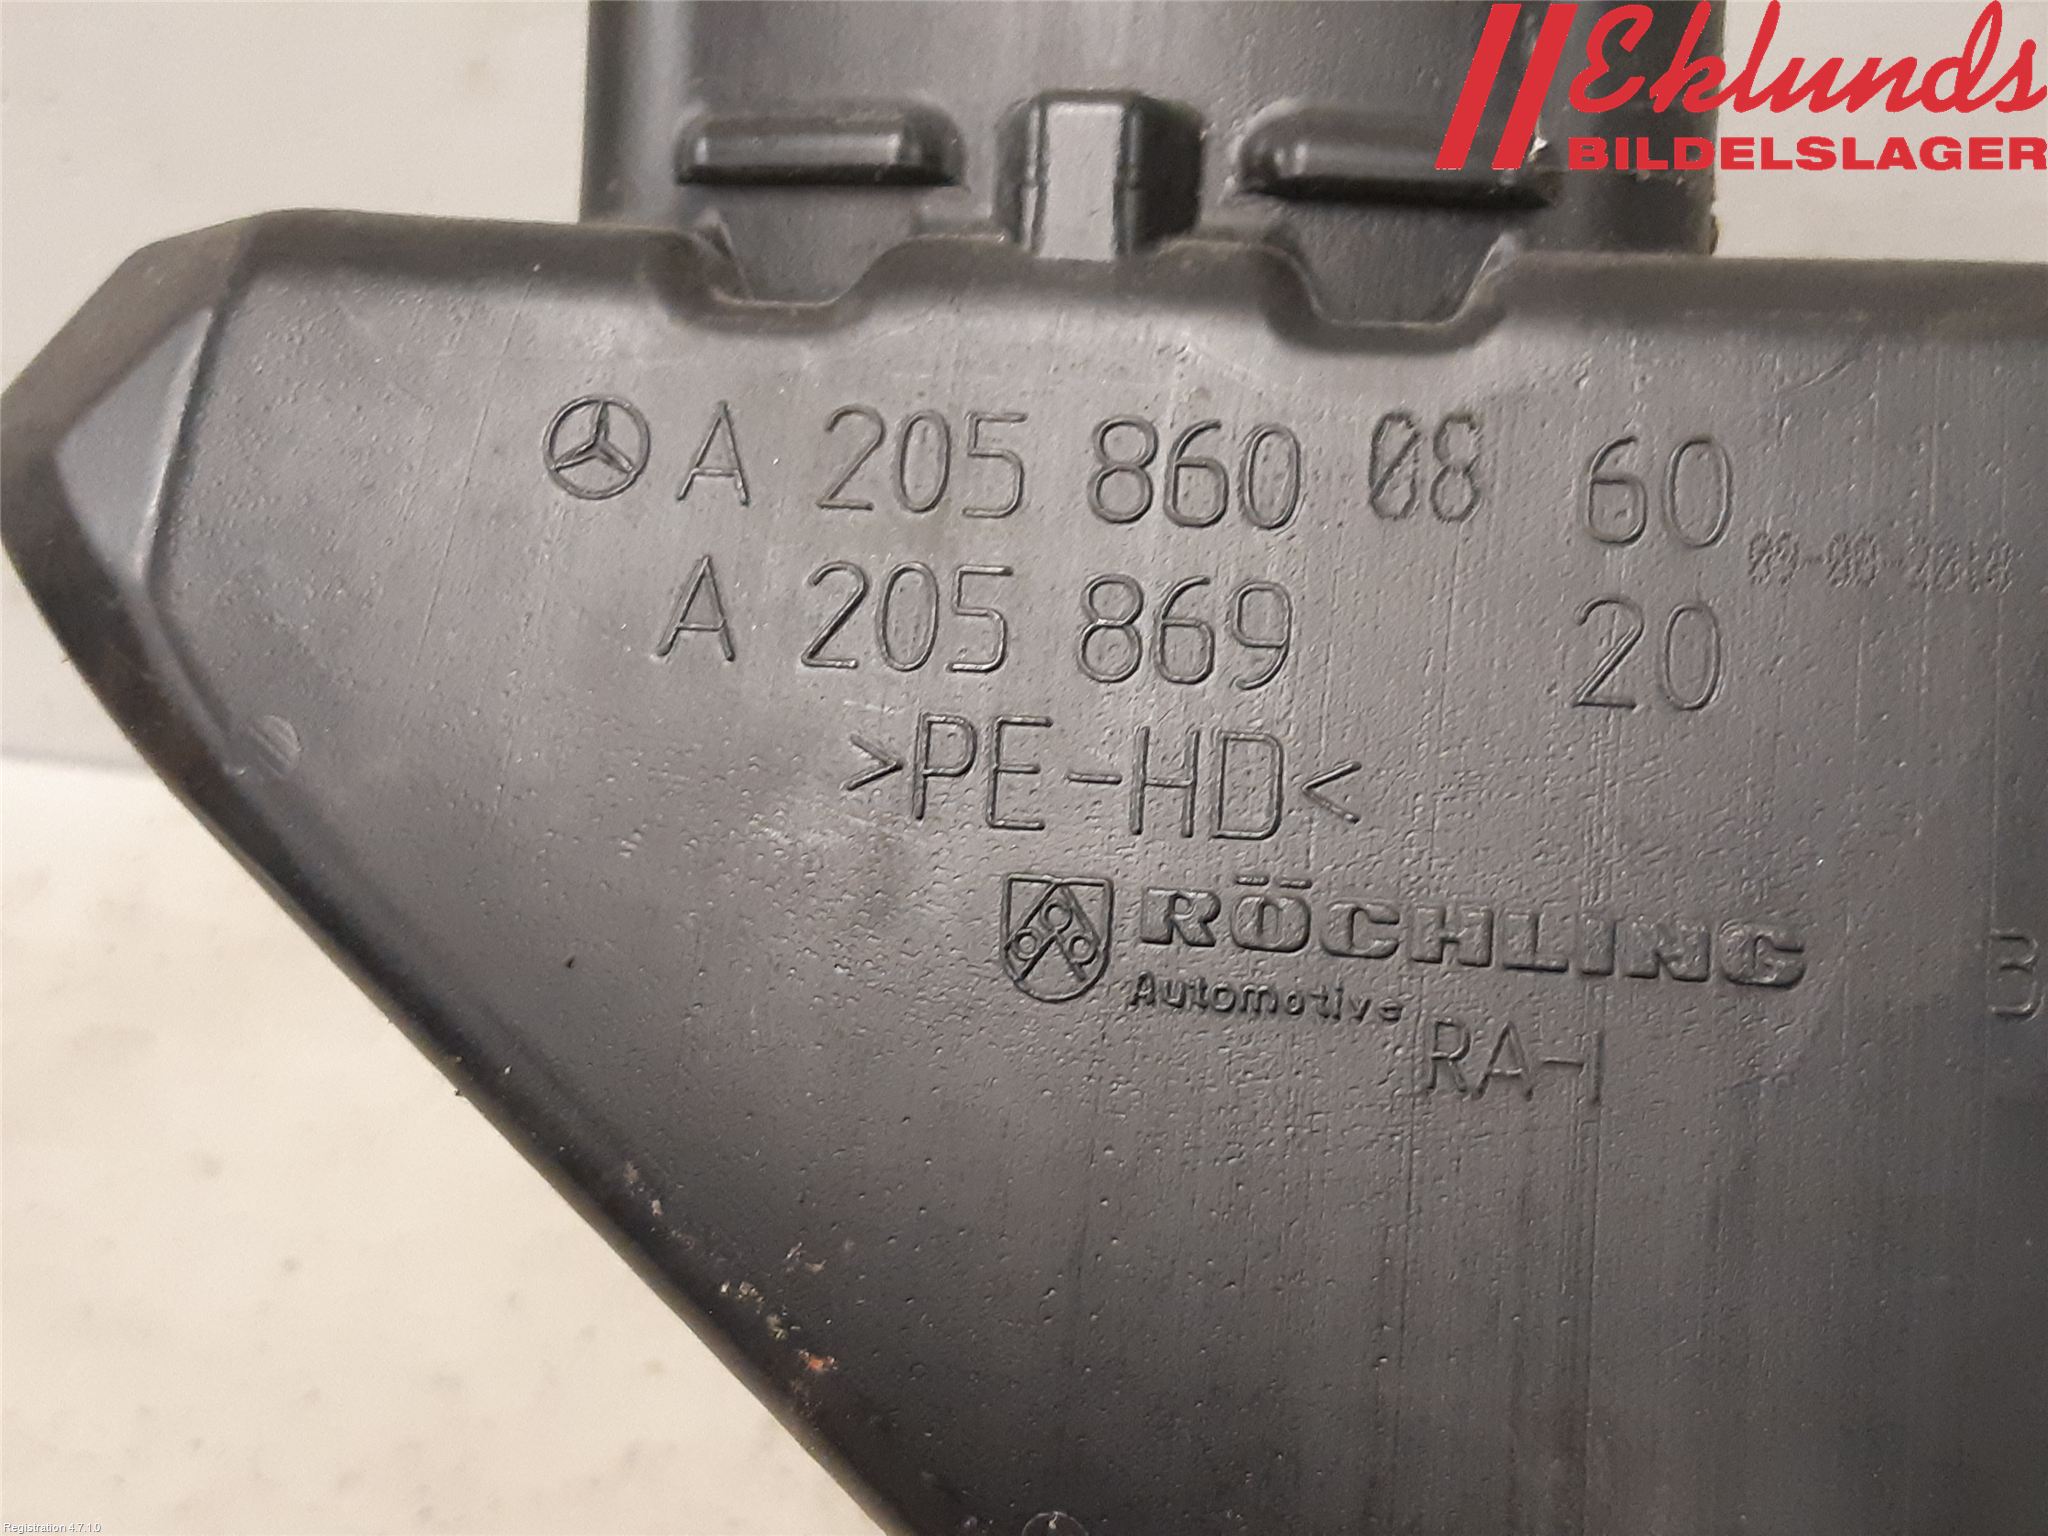 Eklunds
BILDELSLAGER
A 205 860 08 60
A 205 869 20
>PE-HD<
RÖCHLING
Automotive
RA-I
Registration 4.7.1.0